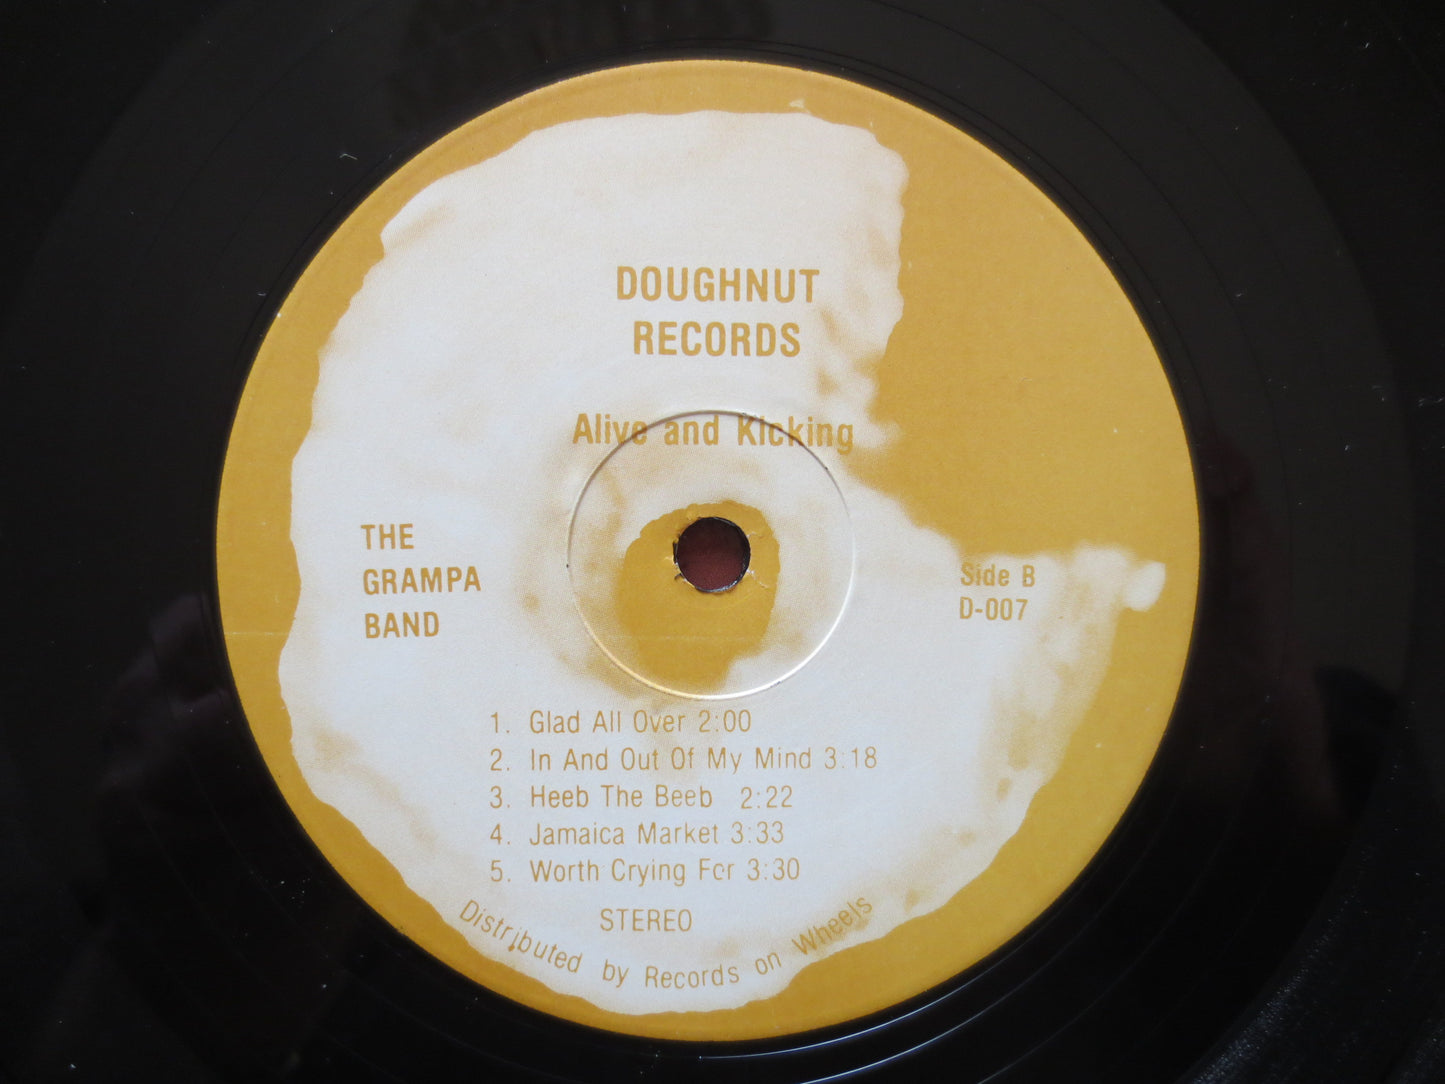 DOUGHNUT
RECORDS
Alive and Kicking
THE
GRAMPA
BAND
Side B
D-007
1. Glad All Over 2:00
2. In And Out Of My Mind 3:18
3. Heeb The Beeb 2:22
4. Jamaica Market 3:33
5. Worth Crying For 3:30
STEREO
Distributed by Records on Wheels